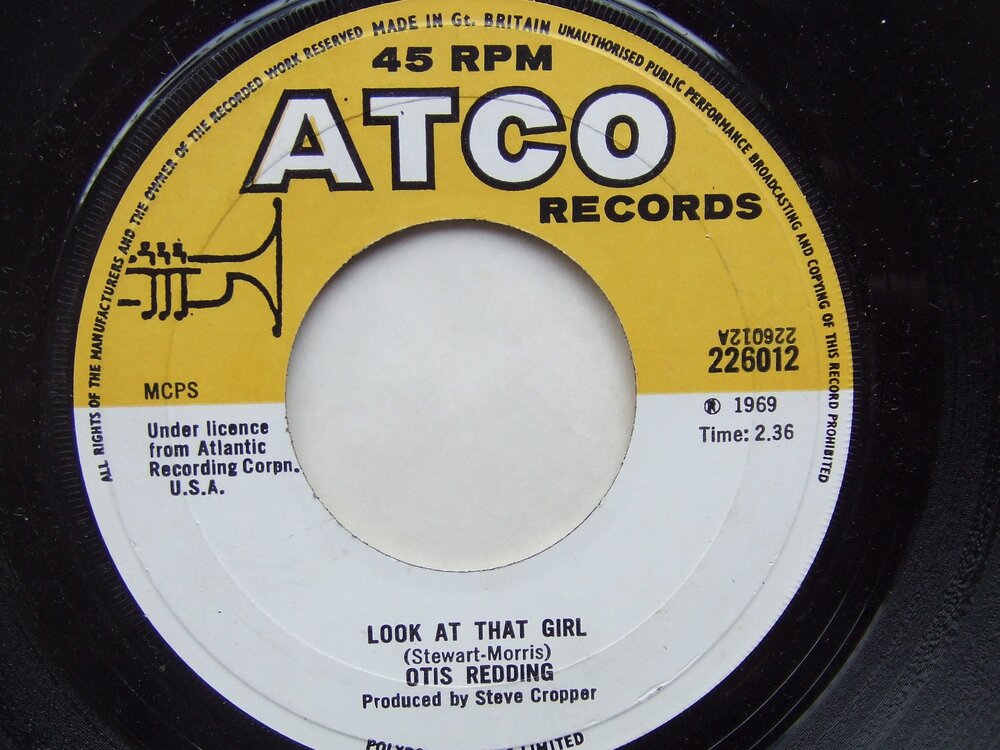 ALL RIGHTS OF THE MANUFACTURERS AND THE OWNER OF THE RECORDED WORK RESERVED MADE IN Gt. BRITAIN UNAUTHORISED PUBLIC PERFORMANCE BROADCASTING AND COPYING OF THIS RECORD PROHIBITED
45 RPM
ATCO
RECORDS
226012A
226012
MCPS
℗ 1969
Under licence
from Atlantic
Recording Corpn.
U.S.A.
Time: 2.36
LOOK AT THAT GIRL
(Stewart-Morris)
OTIS REDDING
Produced by Steve Cropper
LIMITED